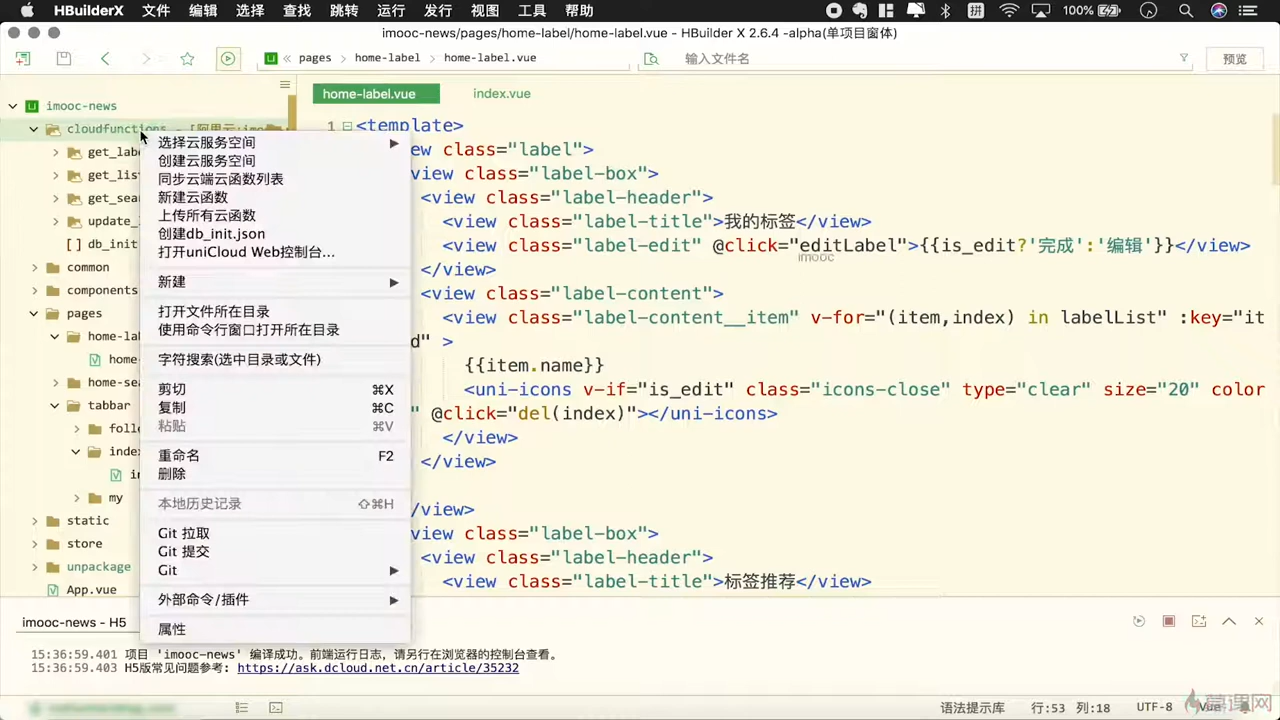 HBuilderX 文件 编辑 选择 查找 跳转 运行 发行 视图 工具 帮助 100%
imooc-news/pages/home-label/home-label.vue - HBuilder X 2.6.4 -alpha(单项目窗体)
pages home-label home-label.vue 输入文件名 预览
imooc-news
cloudfunctions - [阿里云:imo
get_lab
get_lis
get_sea
update_
db_init
common
components
pages
home-la
home-
home-se
tabbar
foll
index
in
my
static
store
unpackage
App.vue
选择云服务空间
创建云服务空间
同步云端云函数列表
新建云函数
上传所有云函数
创建db_init.json
打开uniCloud Web控制台...
新建
打开文件所在目录
使用命令行窗口打开所在目录
字符搜索(选中目录或文件)
剪切 ⌘X
复制 ⌘C
粘贴 ⌘V
重命名 F2
删除
本地历史记录 ⇧⌘H
Git 拉取
Git 提交
Git
外部命令/插件
属性
home-label.vue index.vue
1 <template>
ew class="label">
view class="label-box">
<view class="label-header">
<view class="label-title">我的标签</view>
<view class="label-edit" @click="editLabel">{{is_edit?'完成':'编辑'}}</view>
imooc
</view>
<view class="label-content">
<view class="label-content__item" v-for="(item,index) in labelList" :key="it
d" >
{{item.name}}
<uni-icons v-if="is_edit" class="icons-close" type="clear" size="20" color
" @click="del(index)"></uni-icons>
</view>
</view>
/view>
view class="label-box">
<view class="label-header">
<view class="label-title">标签推荐</view>
imooc-news - H5
15:36:59.401 项目 'imooc-news' 编译成功。前端运行日志，请另行在浏览器的控制台查看。
15:36:59.403 H5版常见问题参考: https://ask.dcloud.net.cn/article/35232
语法提示库 行:53 列:18 UTF-8 Vue
慕课网